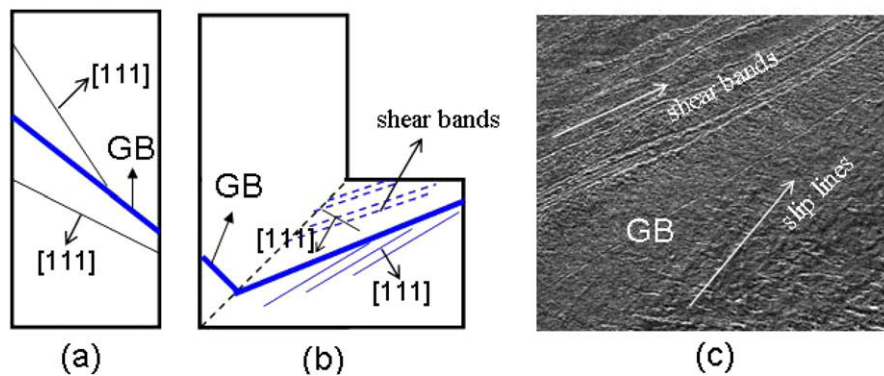 [111]
GB
[111]
(a)
shear bands
GB
[111]
[111]
(b)
shear bands
slip lines
GB
(c)